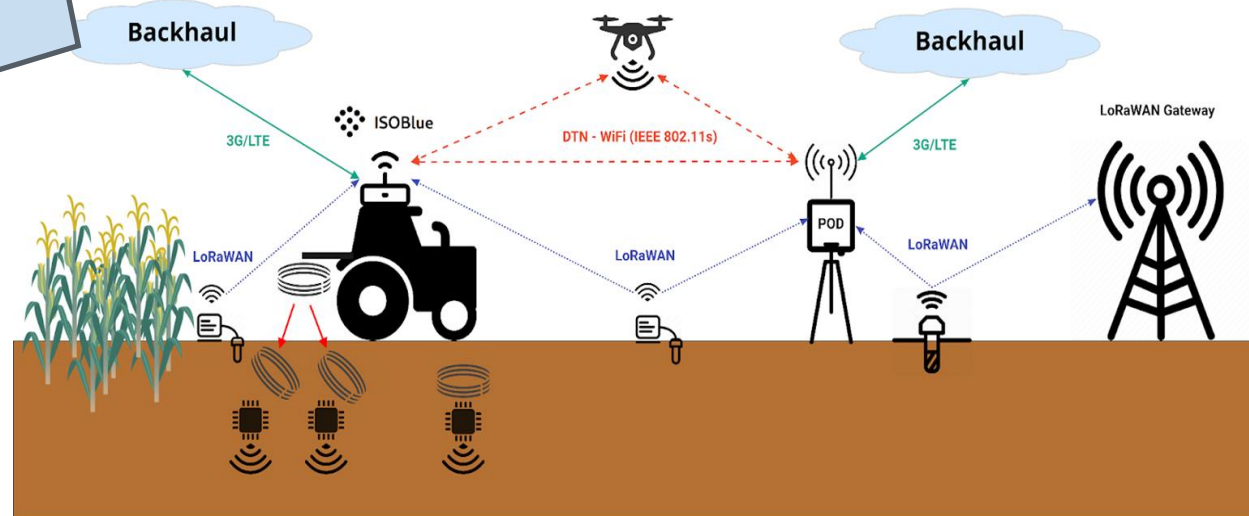 Backhaul
Backhaul
LoRaWAN Gateway
ISOBlue
3G/LTE
DTN - WiFi (IEEE 802.11s)
3G/LTE
POD
LoRaWAN
LoRaWAN
LoRaWAN